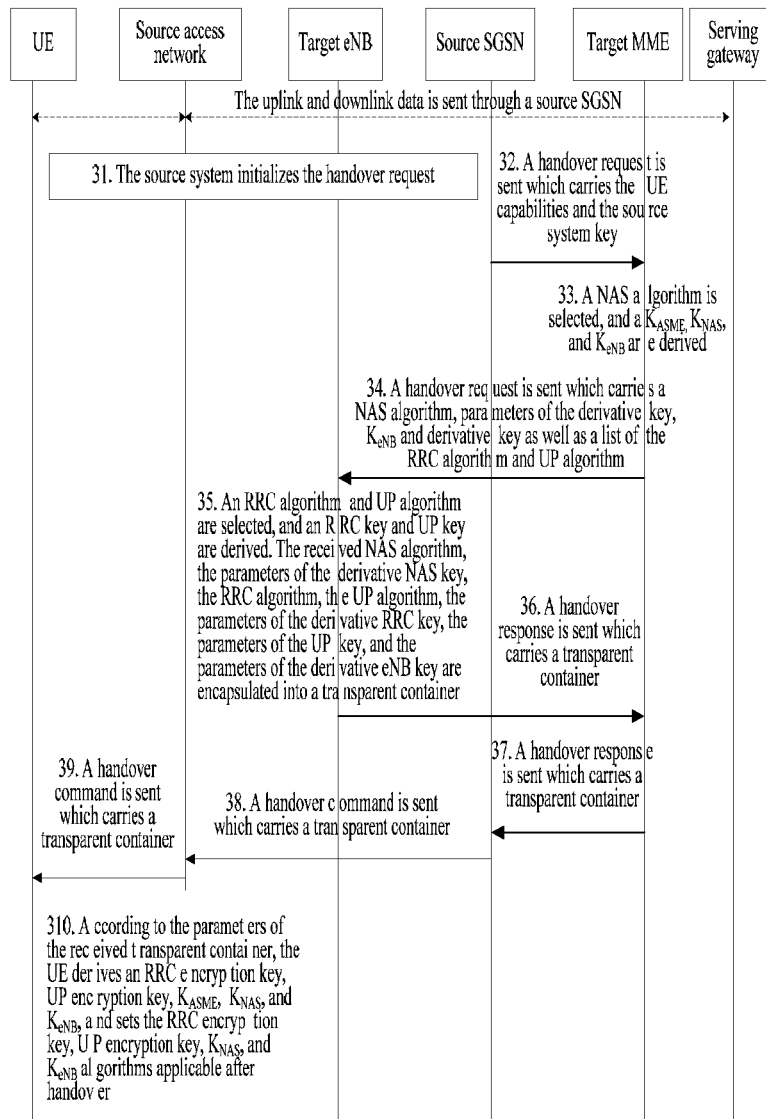 UE
Source access
network
Target eNB
Source SGSN
Target MME
Serving
gateway
The uplink and downlink data is sent through a source SGSN
31. The source system initializes the handover request
32. A handover request is
sent which carries the UE
capabilities and the source
system key
33. A NAS algorithm is
selected, and a KASME, KNAS,
and KeNB are derived
34. A handover request is sent which carries a
NAS algorithm, parameters of the derivative key,
KeNB and derivative key as well as a list of the
RRC algorithm and UP algorithm
35. An RRC algorithm and UP algorithm
are selected, and an RRC key and UP key
are derived. The received NAS algorithm,
the parameters of the derivative NAS key,
the RRC algorithm, the UP algorithm, the
parameters of the derivative RRC key, the
parameters of the UP key, and the
parameters of the derivative eNB key are
encapsulated into a transparent container
36. A handover
response is sent which
carries a transparent
container
37. A handover response
is sent which carries a
transparent container
38. A handover command is sent
which carries a transparent container
39. A handover
command is sent
which carries a
transparent container
310. According to the parameters of
the received transparent container, the
UE derives an RRC encryption key,
UP encryption key, KASME, KNAS, and
KeNB, and sets the RRC encryption
key, UP encryption key, KNAS, and
KeNB algorithms applicable after
handover